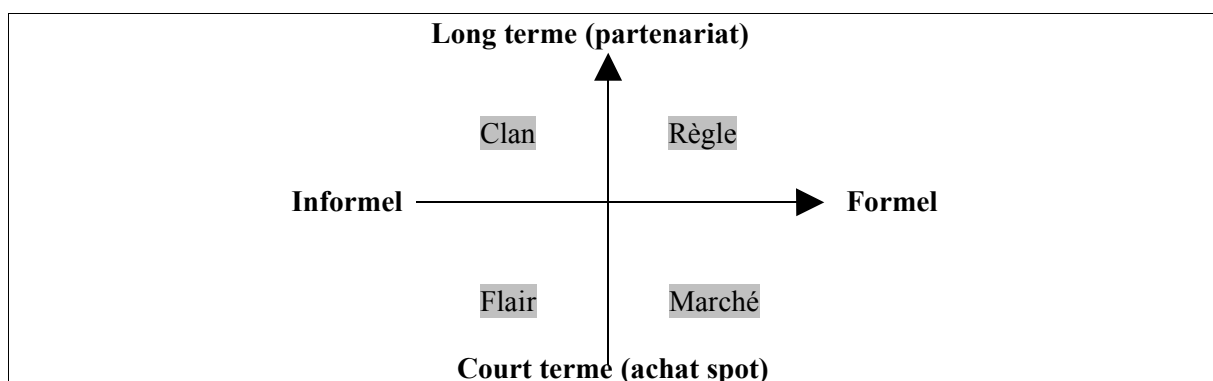 Long terme (partenariat)
Clan Règle
Informel Formel
Flair Marché
Court terme (achat spot)